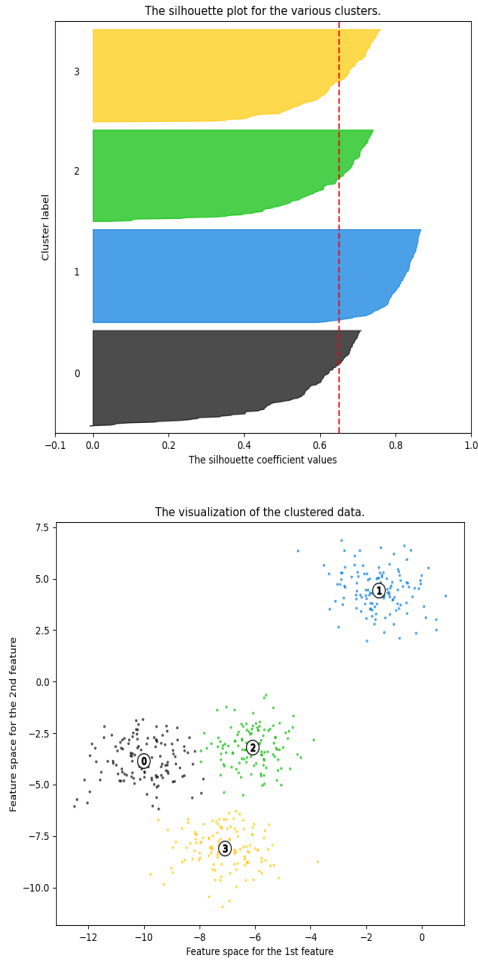 The silhouette plot for the various clusters.
Cluster label
3
2
1
0
−0.1 0.0 0.2 0.4 0.6 0.8 1.0
The silhouette coefficient values
The visualization of the clustered data.
Feature space for the 2nd feature
7.5
5.0
2.5
0.0
−2.5
−5.0
−7.5
−10.0
1
2
0
3
−12 −10 −8 −6 −4 −2 0
Feature space for the 1st feature